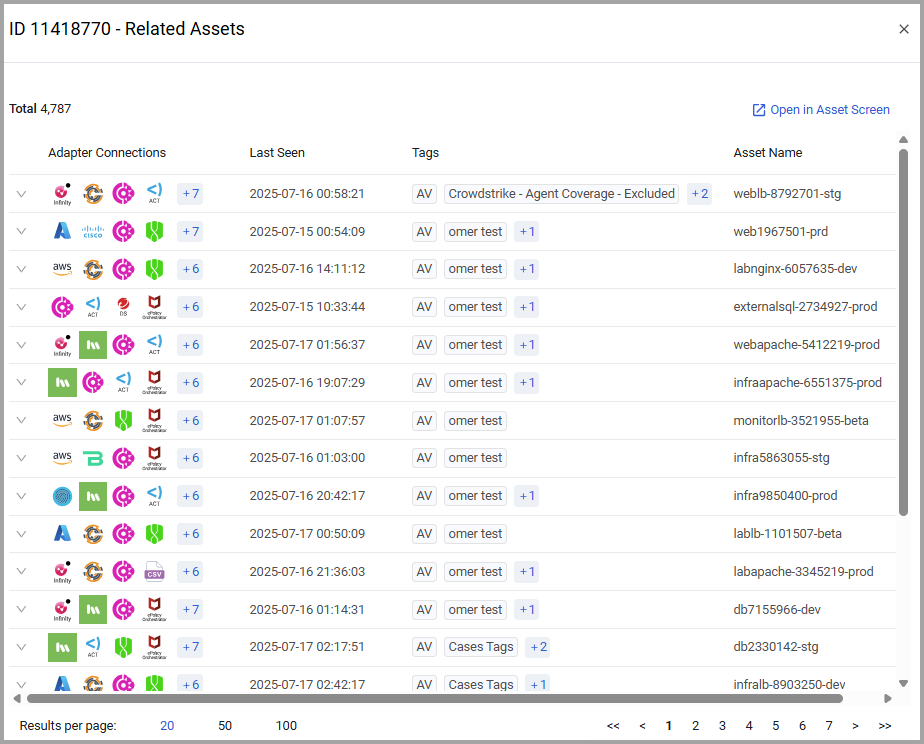 ID 11418770 - Related Assets
Total 4,787
Open in Asset Screen
Adapter Connections Last Seen Tags Asset Name
Infinity ACT +7 2025-07-16 00:58:21 AV Crowdstrike - Agent Coverage - Excluded +2 weblb-8792701-stg
CISCO +7 2025-07-15 00:54:09 AV omer test +1 web1967501-prd
aws +6 2025-07-16 14:11:12 AV omer test +1 labnginx-6057635-dev
ACT DS ePolicy Orchestrator +6 2025-07-15 10:33:44 AV omer test +1 externalsql-2734927-prod
Infinity ACT +6 2025-07-17 01:56:37 AV omer test +1 webapache-5412219-prod
ACT ePolicy Orchestrator +6 2025-07-16 19:07:29 AV omer test +1 infraapache-6551375-prod
aws ePolicy Orchestrator +6 2025-07-17 01:07:57 AV omer test monitorlb-3521955-beta
aws ePolicy Orchestrator +6 2025-07-16 01:03:00 AV omer test infra5863055-stg
ACT +6 2025-07-16 20:42:17 AV omer test +1 infra9850400-prod
+6 2025-07-17 00:50:09 AV omer test lablb-1101507-beta
Infinity CSV +6 2025-07-16 21:36:03 AV omer test +1 labapache-3345219-prod
Infinity ePolicy Orchestrator +7 2025-07-16 01:14:31 AV omer test +1 db7155966-dev
ACT ePolicy Orchestrator +7 2025-07-17 02:17:51 AV Cases Tags +2 db2330142-stg
+6 2025-07-17 02:42:17 AV Cases Tags +1 infralb-8903250-dev
Results per page: 20 50 100 << < 1 2 3 4 5 6 7 > >>